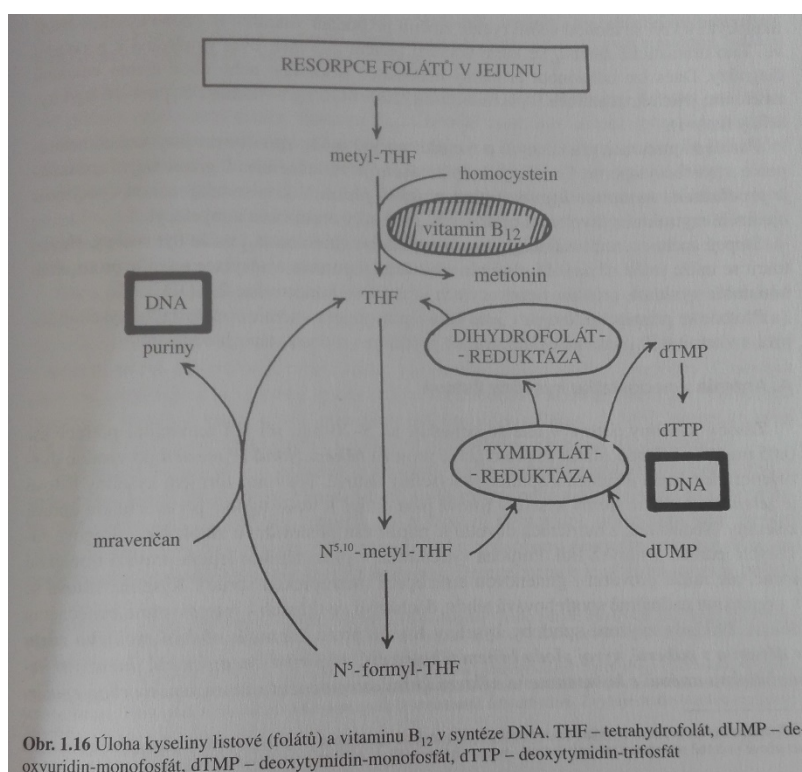 RESORPCE FOLÁTŮ V JEJUNU
metyl-THF
homocystein
vitamin B12
metionin
THF
DNA
puriny
DIHYDROFOLÁT-
-REDUKTÁZA
dTMP
dTTP
TYMIDYLÁT-
-REDUKTÁZA
DNA
mravenčan
N5,10-metyl-THF
dUMP
N5-formyl-THF
Obr. 1.16 Úloha kyseliny listové (folátů) a vitaminu B12 v syntéze DNA. THF – tetrahydrofolát, dUMP – de-
oxyuridin-monofosfát, dTMP – deoxytymidin-monofosfát, dTTP – deoxytymidin-trifosfát